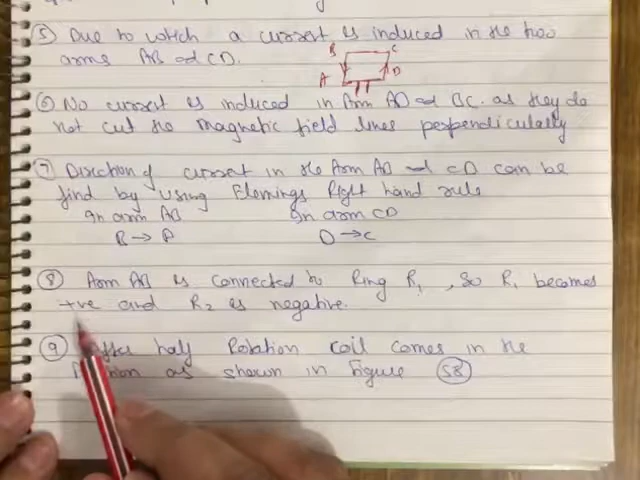 ⑤ Due to which a current is induced in the two
arms AB and CD.
B C
A D
⑥ No current is induced in Arm AD and BC. as they do
not cut the magnetic field lines perpendicularly
⑦ Direction of current in the Arm AB and CD can be
find by using Flemings Right hand rule
In arm AB In arm CD
B → A D → C
⑧ Arm AB is connected to Ring R₁, So R₁ becomes
+ve and R₂ is negative.
⑨ After half Rotation coil comes in the
as shown in figure 58